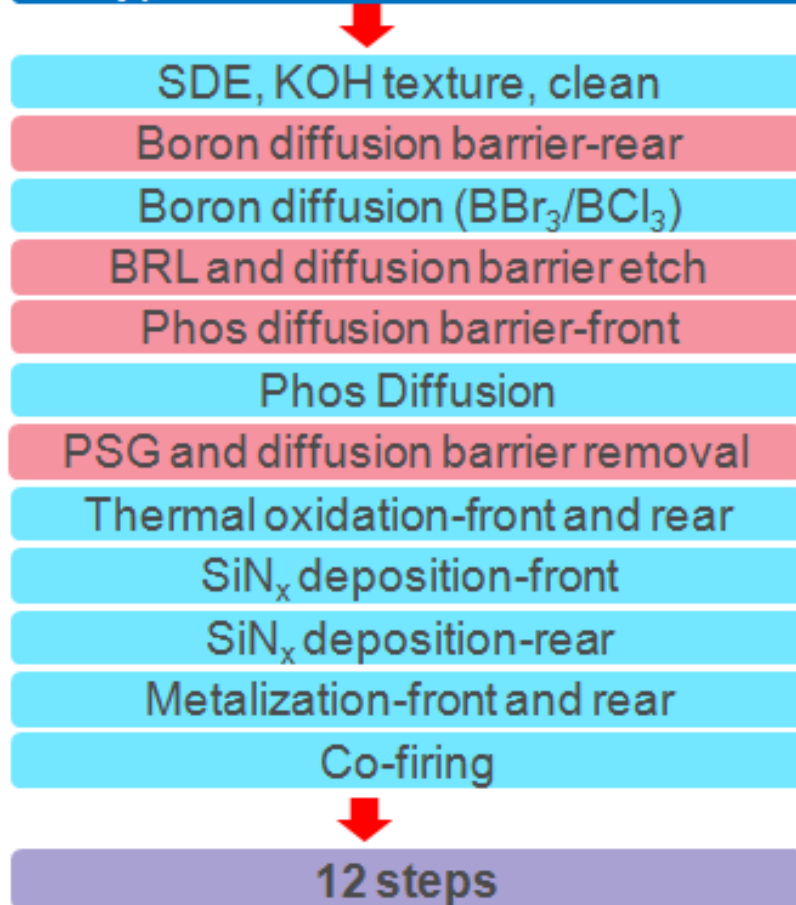 SDE, KOH texture, clean
Boron diffusion barrier-rear
Boron diffusion (BBr₃/BCl₃)
BRL and diffusion barrier etch
Phos diffusion barrier-front
Phos Diffusion
PSG and diffusion barrier removal
Thermal oxidation-front and rear
SiNₓ deposition-front
SiNₓ deposition-rear
Metalization-front and rear
Co-firing
12 steps